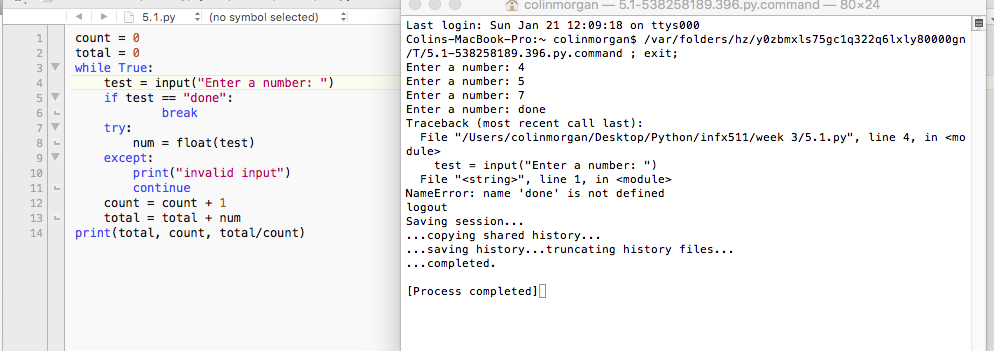 5.1.py (no symbol selected)
1 count = 0
2 total = 0
3 while True:
4 test = input("Enter a number: ")
5 if test == "done":
6 break
7 try:
8 num = float(test)
9 except:
10 print("invalid input")
11 continue
12 count = count + 1
13 total = total + num
14 print(total, count, total/count)
colinmorgan — 5.1-538258189.396.py.command — 80×24
Last login: Sun Jan 21 12:09:18 on ttys000
Colins-MacBook-Pro:~ colinmorgan$ /var/folders/hz/y0zbmxls75gc1q322q6lxly80000gn
/T/5.1-538258189.396.py.command ; exit;
Enter a number: 4
Enter a number: 5
Enter a number: 7
Enter a number: done
Traceback (most recent call last):
File "/Users/colinmorgan/Desktop/Python/infx511/week 3/5.1.py", line 4, in <mo
dule>
test = input("Enter a number: ")
File "<string>", line 1, in <module>
NameError: name 'done' is not defined
logout
Saving session...
...copying shared history...
...saving history...truncating history files...
...completed.
[Process completed]